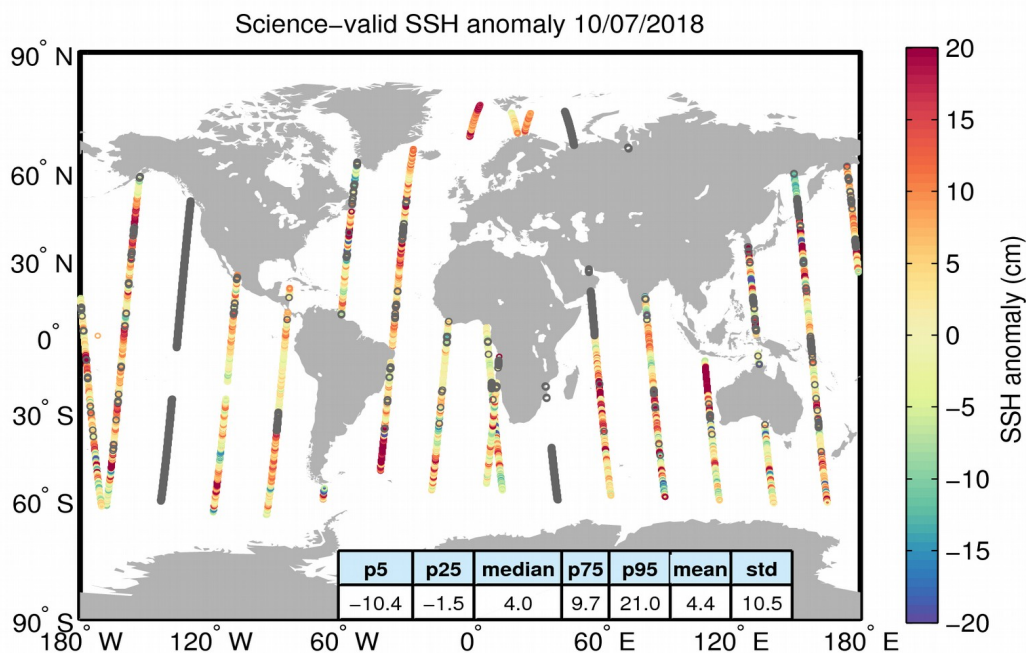 Science−valid SSH anomaly 10/07/2018
90° N
60° N
30° N
0°
30° S
60° S
90° S
180° W 120° W 60° W 0° 60° E 120° E 180° E
p5 p25 median p75 p95 mean std
−10.4 −1.5 4.0 9.7 21.0 4.4 10.5
20
15
10
5
0
−5
−10
−15
−20
SSH anomaly (cm)